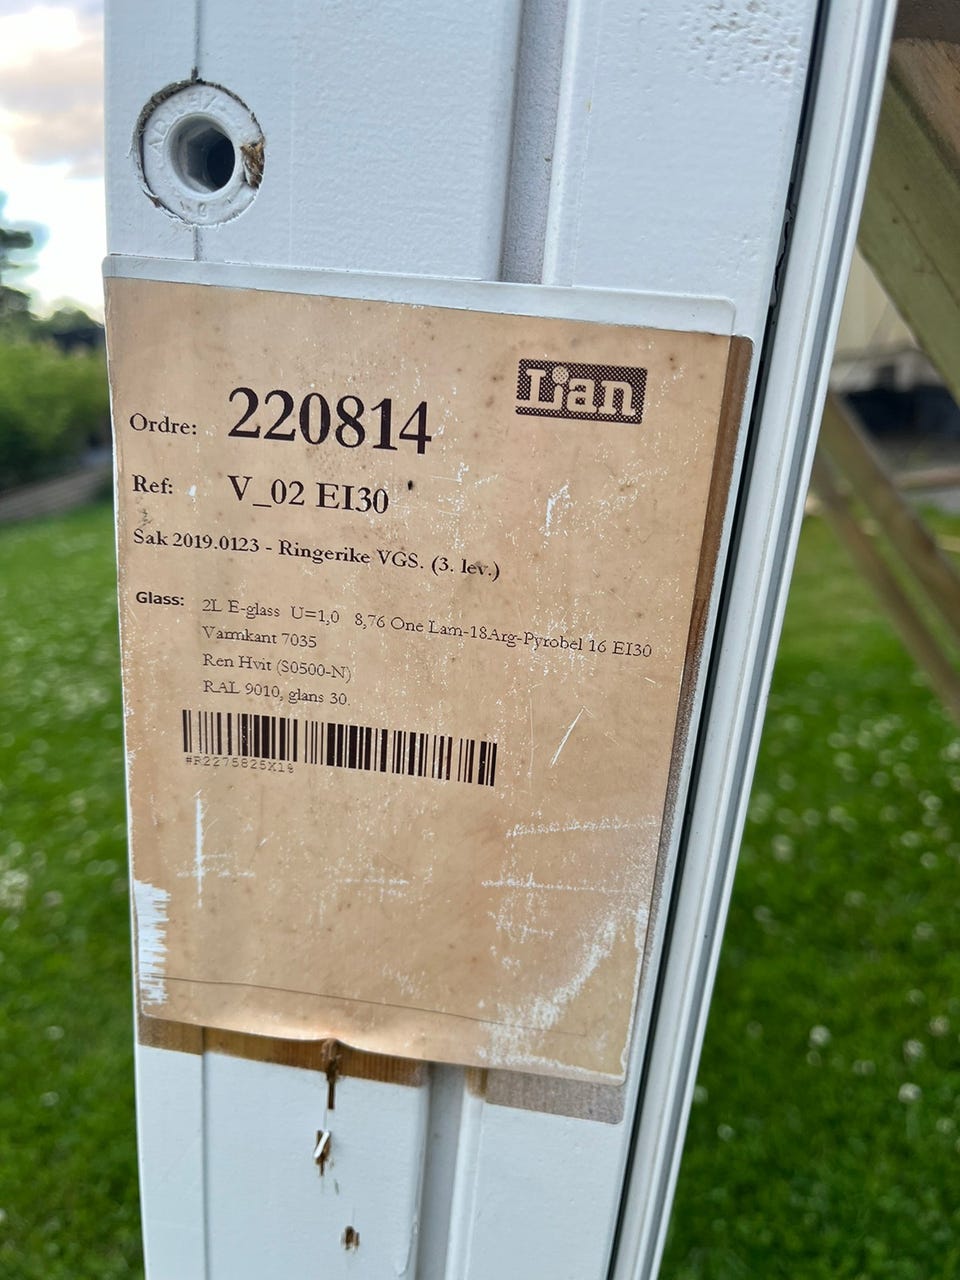 Lian
Ordre: 220814
Ref: V_02 EI30
Sak 2019.0123 - Ringerike VGS. (3. lev.)
Glass: 2L E-glass U=1,0 8,76 One Lam-18Arg-Pyrobel 16 EI30
Varmkant 7035
Ren Hvit (S0500-N)
RAL 9010, glans 30.
#R2275825X1%